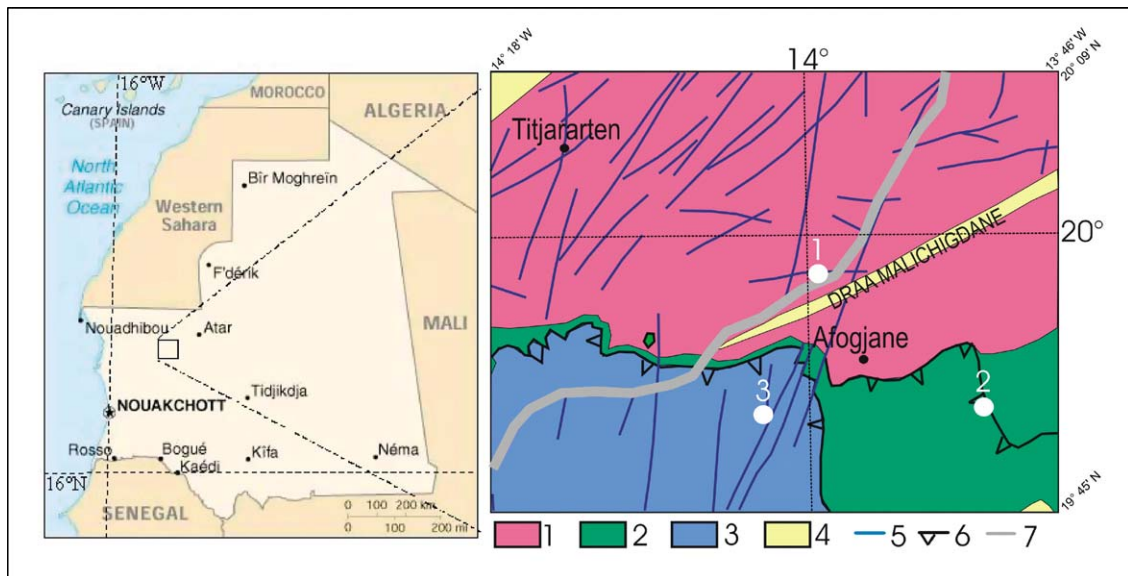 16°W
Canary Islands
(SPAIN)
MOROCCO
ALGERIA
North
Atlantic
Ocean
Bîr Moghreïn
Western
Sahara
F'dérik
MALI
Nouadhibou
Atar
Tidjikdja
NOUAKCHOTT
Rosso
Bogué
Kaédi
Kîfa
Néma
16°N
SENEGAL
0 100 200 km
0 100 200 mi
14° 18' W
14°
13° 46' W
20° 09' N
Titjararten
20°
1
DRAA MALICHIGDANE
Afogjane
3
2
19° 45' N
1 2 3 4 5 6 7